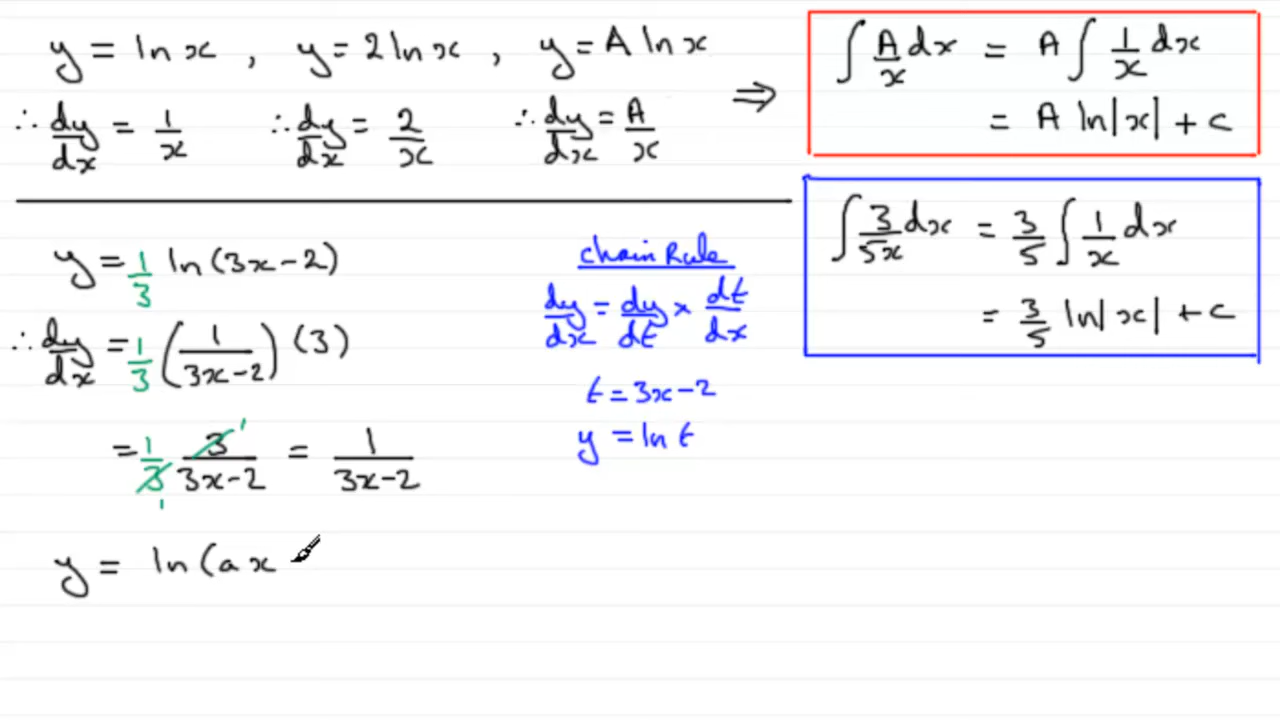 y = ln x , y = 2 ln x , y = A ln x
∴ dy/dx = 1/x ∴ dy/dx = 2/x ∴ dy/dx = A/x ⇒
∫ A/x dx = A ∫ 1/x dx
= A ln|x| + c
∫ 3/5x dx = 3/5 ∫ 1/x dx
= 3/5 ln|x| + c
y = 1/3 ln(3x-2)
∴ dy/dx = 1/3 (1/3x-2) (3)
= 1/3 3/3x-2 = 1/3x-2
1
1
y = ln(ax
chain Rule
dy/dx = dy/dt × dt/dx
t = 3x-2
y = ln t